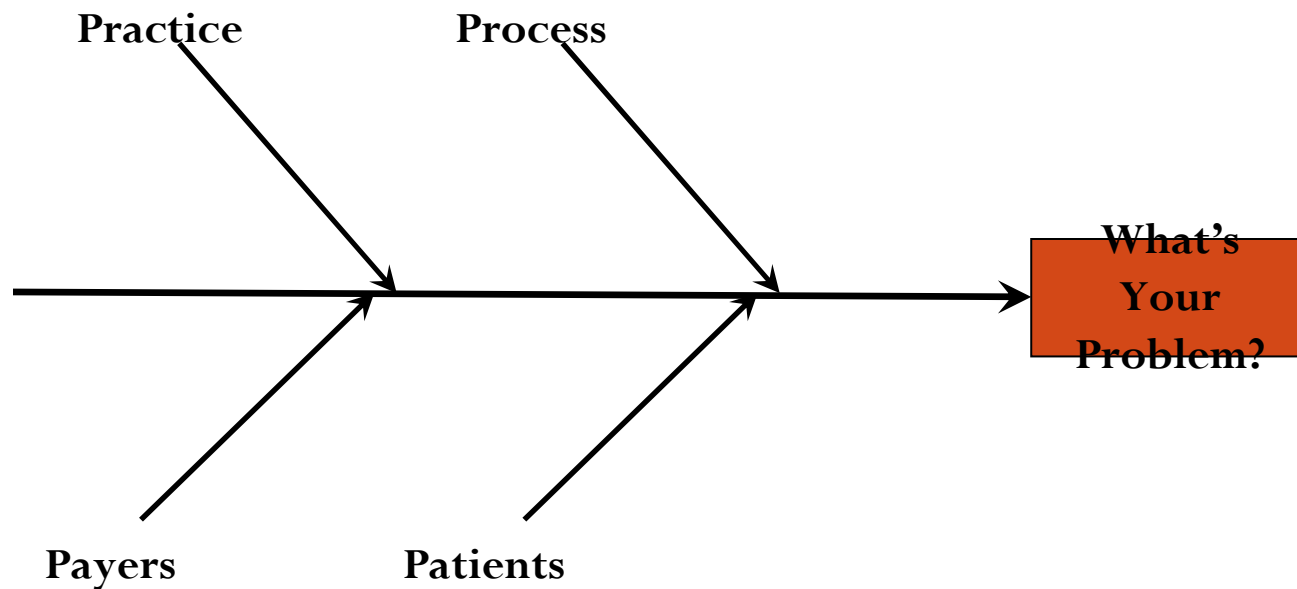 Practice
Process
What’s
Your
Problem?
Payers
Patients